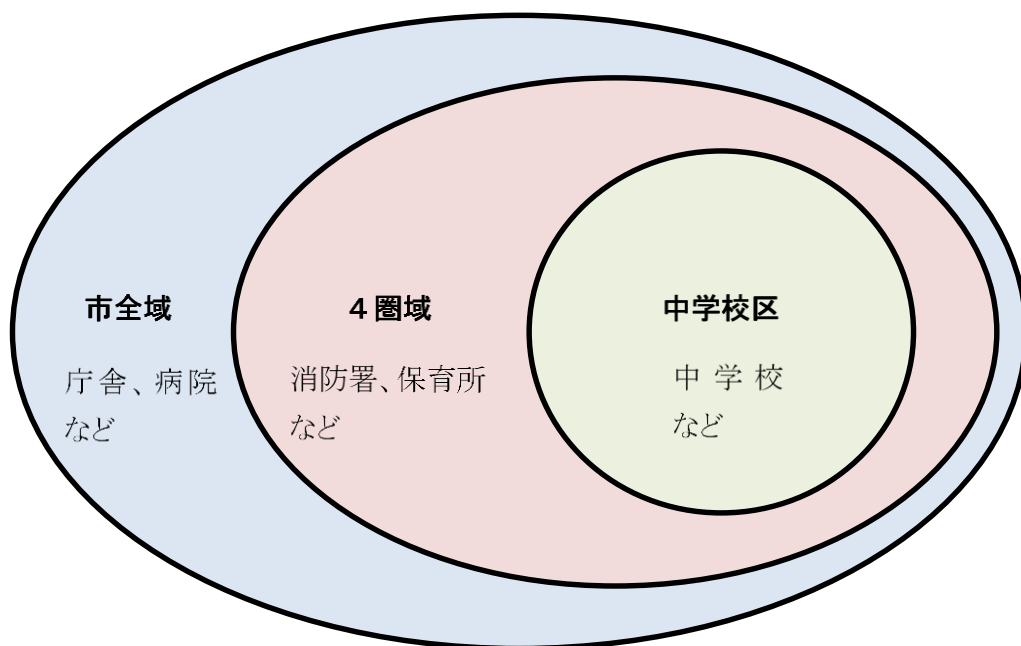 市全域
庁舎、病院
など
４圏域
消防署、保育所
など
中学校区
中 学 校
など